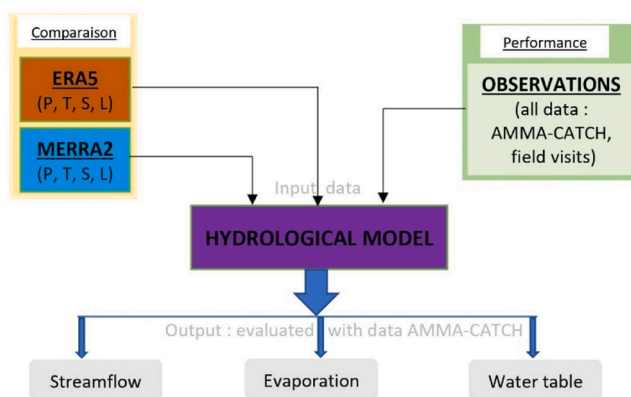 Comparaison
ERA5
(P, T, S, L)
MERRA2
(P, T, S, L)
Performance
OBSERVATIONS
(all data :
AMMA-CATCH,
field visits)
Input data
HYDROLOGICAL MODEL
Output : evaluated with data AMMA-CATCH
Streamflow
Evaporation
Water table